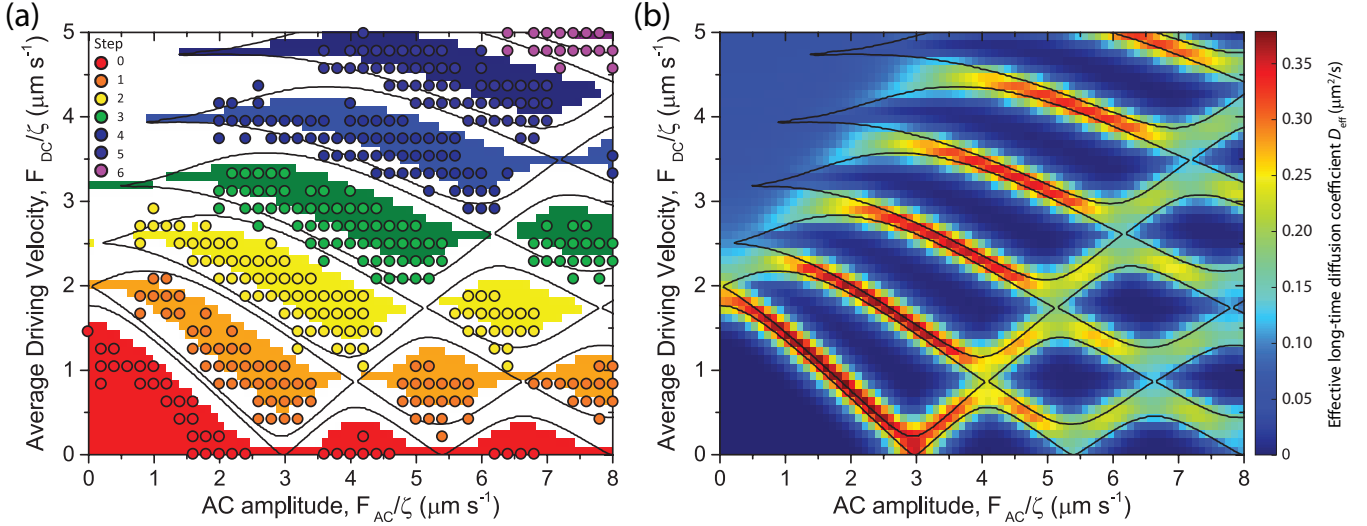 (a)
Average Driving Velocity, F_DC/ζ (μm s⁻¹)
5
4
3
2
1
0
Step
0
1
2
3
4
5
6
0 1 2 3 4 5 6 7 8
AC amplitude, F_AC/ζ (μm s⁻¹)
(b)
Average Driving Velocity, F_DC/ζ (μm s⁻¹)
5
4
3
2
1
0
0 1 2 3 4 5 6 7 8
AC amplitude, F_AC/ζ (μm s⁻¹)
0.35
0.30
0.25
0.20
0.15
0.10
0.05
0
Effective long-time diffusion coefficient D_eff (μm²/s)